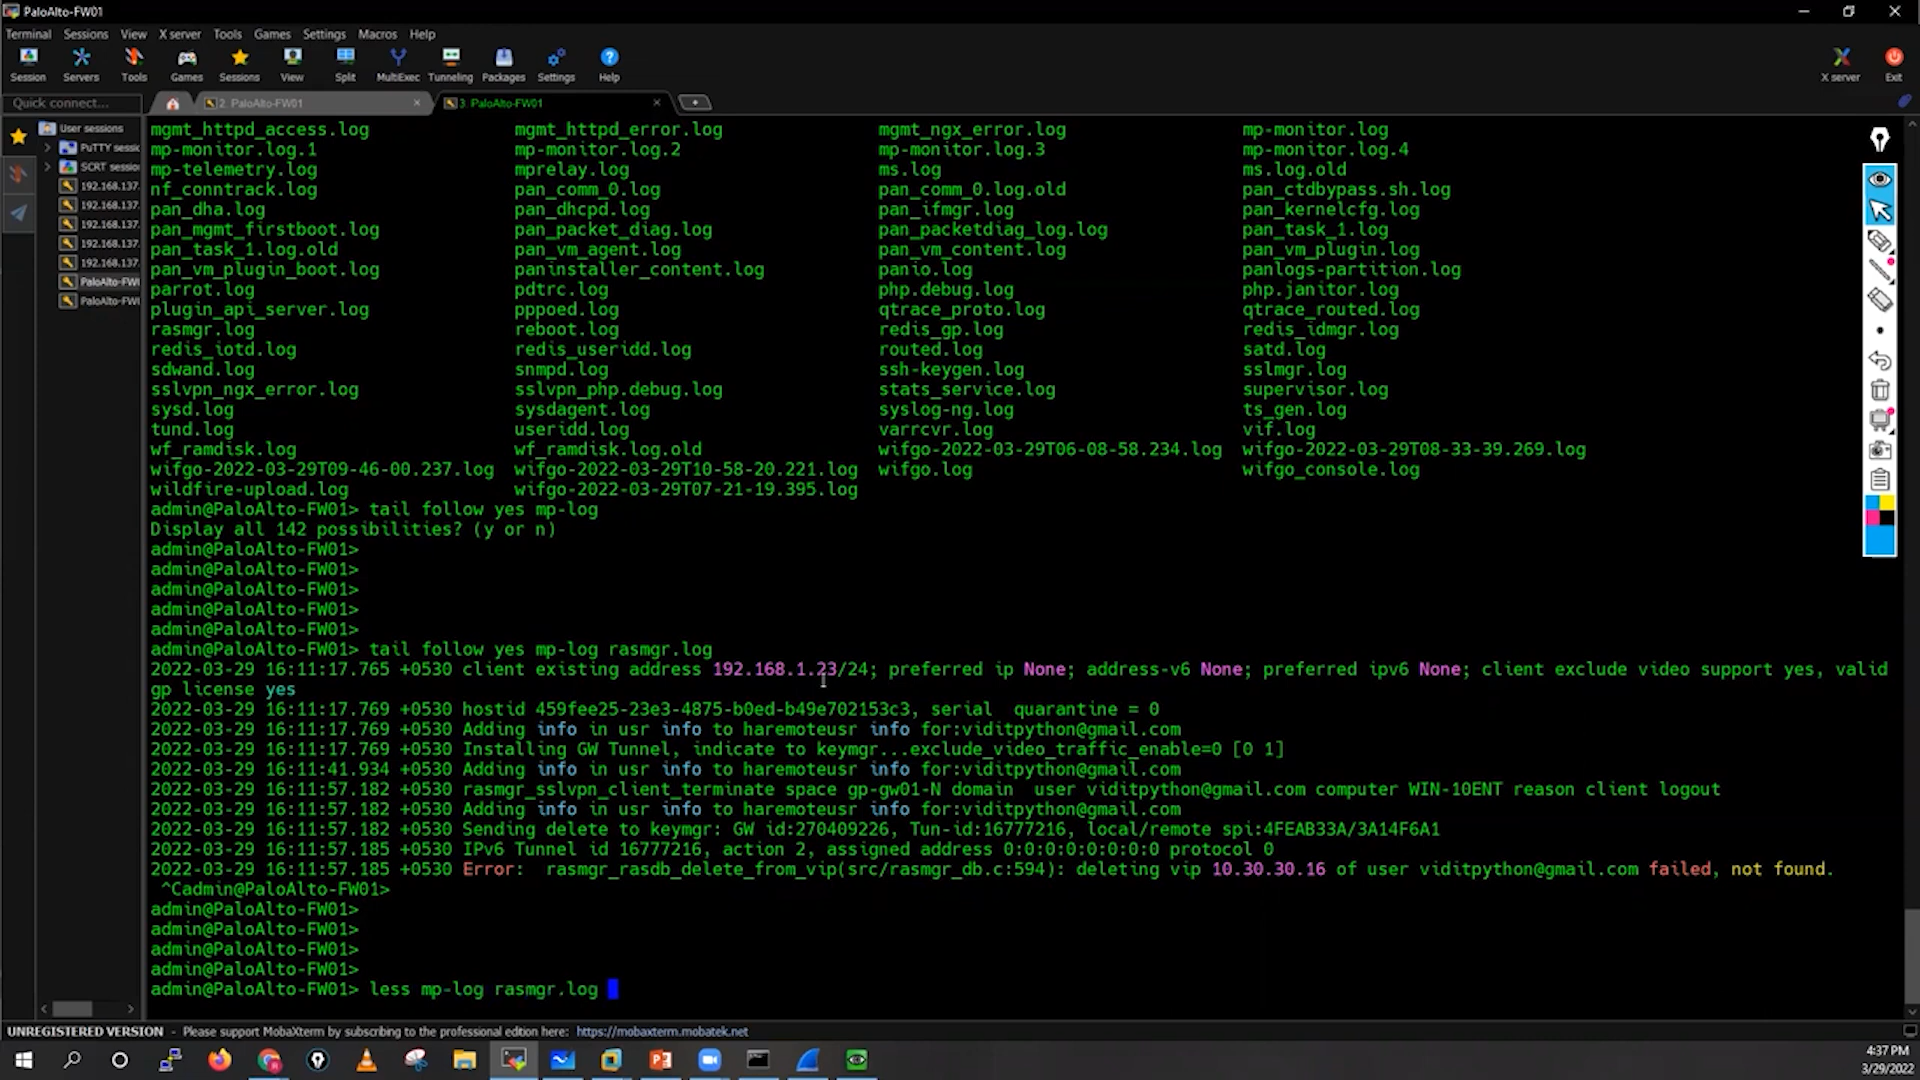 PaloAlto-FW01
Terminal Sessions View X server Tools Games Settings Macros Help
Session Servers Tools Games Sessions View Split MultiExec Tunneling Packages Settings Help X server Exit
Quick connect... 2. PaloAlto-FW01 3. PaloAlto-FW01
User sessions
PuTTY sessio
SCRT session
192.168.137.
192.168.137.
192.168.137.
192.168.137.
192.168.137.
PaloAlto-FW
PaloAlto-FW
mgmt_httpd_access.log mgmt_httpd_error.log mgmt_ngx_error.log mp-monitor.log
mp-monitor.log.1 mp-monitor.log.2 mp-monitor.log.3 mp-monitor.log.4
mp-telemetry.log mprelay.log ms.log ms.log.old
nf_conntrack.log pan_comm_0.log pan_comm_0.log.old pan_ctdbypass.sh.log
pan_dha.log pan_dhcpd.log pan_ifmgr.log pan_kernelcfg.log
pan_mgmt_firstboot.log pan_packet_diag.log pan_packetdiag_log.log pan_task_1.log
pan_task_1.log.old pan_vm_agent.log pan_vm_content.log pan_vm_plugin.log
pan_vm_plugin_boot.log paninstaller_content.log panio.log panlogs-partition.log
parrot.log pdtrc.log php.debug.log php.janitor.log
plugin_api_server.log pppoed.log qtrace_proto.log qtrace_routed.log
rasmgr.log reboot.log redis_gp.log redis_idmgr.log
redis_iotd.log redis_useridd.log routed.log satd.log
sdwand.log snmpd.log ssh-keygen.log sslmgr.log
sslvpn_ngx_error.log sslvpn_php.debug.log stats_service.log supervisor.log
sysd.log sysdagent.log syslog-ng.log ts_gen.log
tund.log useridd.log varrcvr.log vif.log
wf_ramdisk.log wf_ramdisk.log.old wifgo-2022-03-29T06-08-58.234.log wifgo-2022-03-29T08-33-39.269.log
wifgo-2022-03-29T09-46-00.237.log wifgo-2022-03-29T10-58-20.221.log wifgo.log wifgo_console.log
wildfire-upload.log wifgo-2022-03-29T07-21-19.395.log
admin@PaloAlto-FW01> tail follow yes mp-log
Display all 142 possibilities? (y or n)
admin@PaloAlto-FW01>
admin@PaloAlto-FW01>
admin@PaloAlto-FW01>
admin@PaloAlto-FW01>
admin@PaloAlto-FW01>
admin@PaloAlto-FW01> tail follow yes mp-log rasmgr.log
2022-03-29 16:11:17.765 +0530 client existing address 192.168.1.23/24; preferred ip None; address-v6 None; preferred ipv6 None; client exclude video support yes, valid
gp license yes
2022-03-29 16:11:17.769 +0530 hostid 459fee25-23e3-4875-b0ed-b49e702153c3, serial quarantine = 0
2022-03-29 16:11:17.769 +0530 Adding info in usr info to haremoteusr info for:viditpython@gmail.com
2022-03-29 16:11:17.769 +0530 Installing GW Tunnel, indicate to keymgr...exclude_video_traffic_enable=0 [0 1]
2022-03-29 16:11:41.934 +0530 Adding info in usr info to haremoteusr info for:viditpython@gmail.com
2022-03-29 16:11:57.182 +0530 rasmgr_sslvpn_client_terminate space gp-gw01-N domain user viditpython@gmail.com computer WIN-10ENT reason client logout
2022-03-29 16:11:57.182 +0530 Adding info in usr info to haremoteusr info for:viditpython@gmail.com
2022-03-29 16:11:57.182 +0530 Sending delete to keymgr: GW id:270409226, Tun-id:16777216, local/remote spi:4FEAB33A/3A14F6A1
2022-03-29 16:11:57.185 +0530 IPv6 Tunnel id 16777216, action 2, assigned address 0:0:0:0:0:0:0:0 protocol 0
2022-03-29 16:11:57.185 +0530 Error: rasmgr_rasdb_delete_from_vip(src/rasmgr_db.c:594): deleting vip 10.30.30.16 of user viditpython@gmail.com failed, not found.
^Cadmin@PaloAlto-FW01>
admin@PaloAlto-FW01>
admin@PaloAlto-FW01>
admin@PaloAlto-FW01>
admin@PaloAlto-FW01>
admin@PaloAlto-FW01> less mp-log rasmgr.log
UNREGISTERED VERSION - Please support MobaXterm by subscribing to the professional edition here: https://mobaxterm.mobatek.net
4:37 PM
3/29/2022